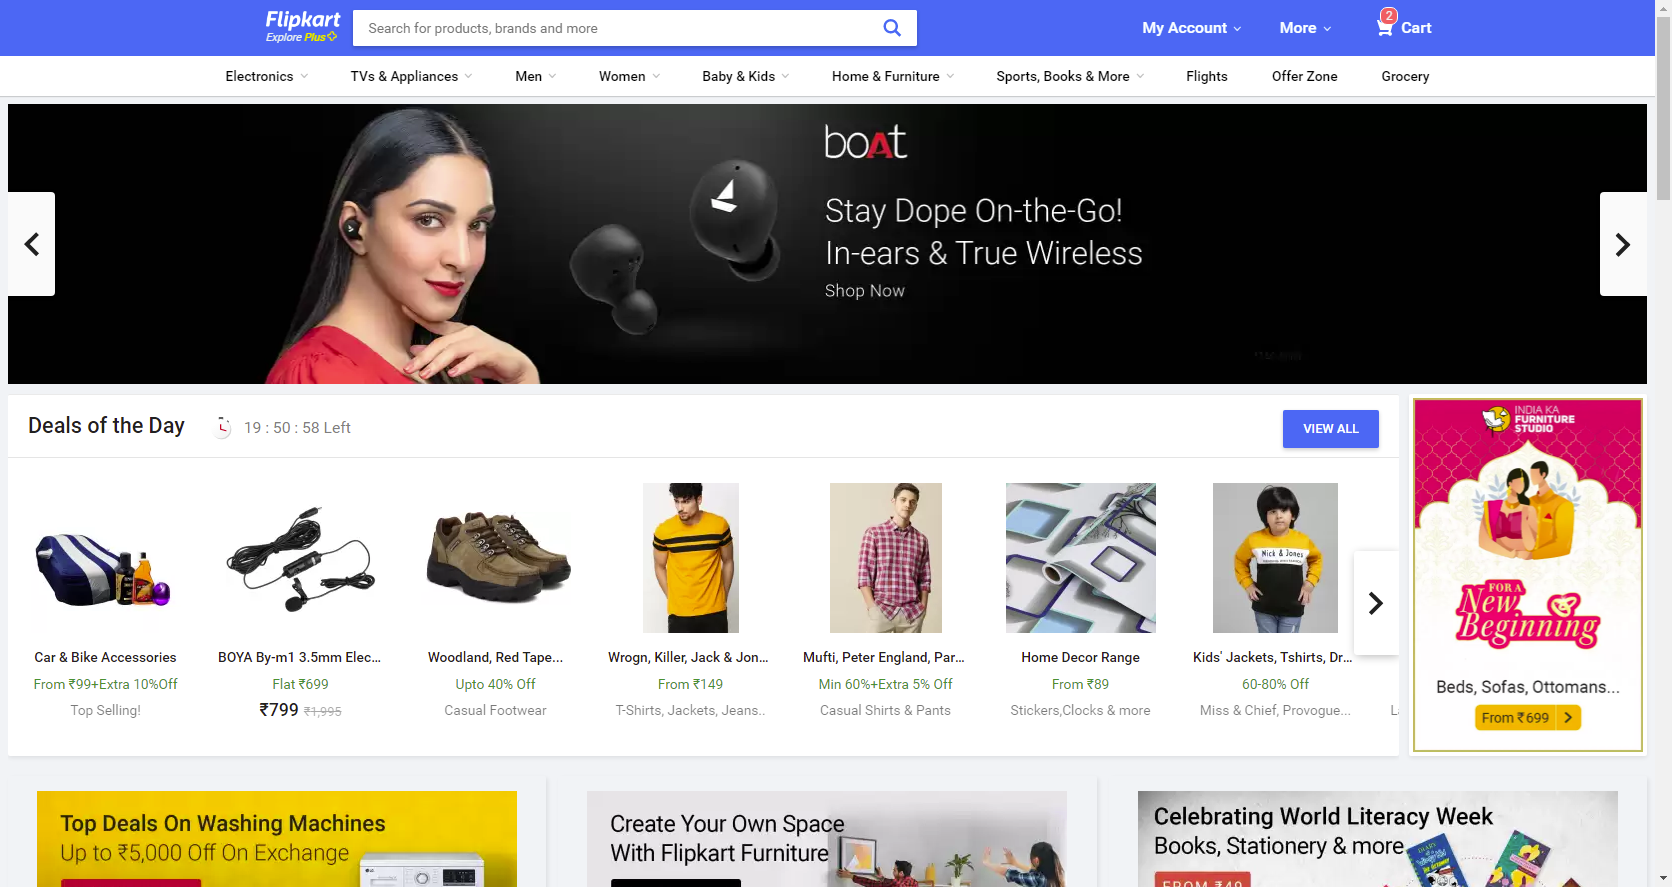 Flipkart
Explore Plus
Search for products, brands and more
My Account
More
2
Cart
Electronics
TVs & Appliances
Men
Women
Baby & Kids
Home & Furniture
Sports, Books & More
Flights
Offer Zone
Grocery
boAt
Stay Dope On-the-Go!
In-ears & True Wireless
Shop Now
Deals of the Day
19 : 50 : 58 Left
VIEW ALL
Nick & Jones
Car & Bike Accessories
From ₹99+Extra 10%Off
Top Selling!
BOYA By-m1 3.5mm Elec...
Flat ₹699
₹799 ₹1,995
Woodland, Red Tape...
Upto 40% Off
Casual Footwear
Wrogn, Killer, Jack & Jon...
From ₹149
T-Shirts, Jackets, Jeans..
Mufti, Peter England, Par...
Min 60%+Extra 5% Off
Casual Shirts & Pants
Home Decor Range
From ₹89
Stickers,Clocks & more
Kids' Jackets, Tshirts, Dr...
60-80% Off
Miss & Chief, Provogue...
INDIA KA
FURNITURE
STUDIO
FOR A
New
Beginning
Beds, Sofas, Ottomans...
From ₹699
Top Deals On Washing Machines
Up to ₹5,000 Off On Exchange
Create Your Own Space
With Flipkart Furniture
Celebrating World Literacy Week
Books, Stationery & more
FROM ₹49